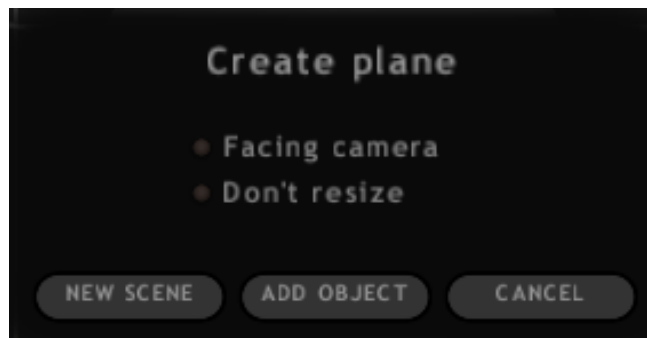 Create plane
Facing camera
Don't resize
NEW SCENE ADD OBJECT CANCEL